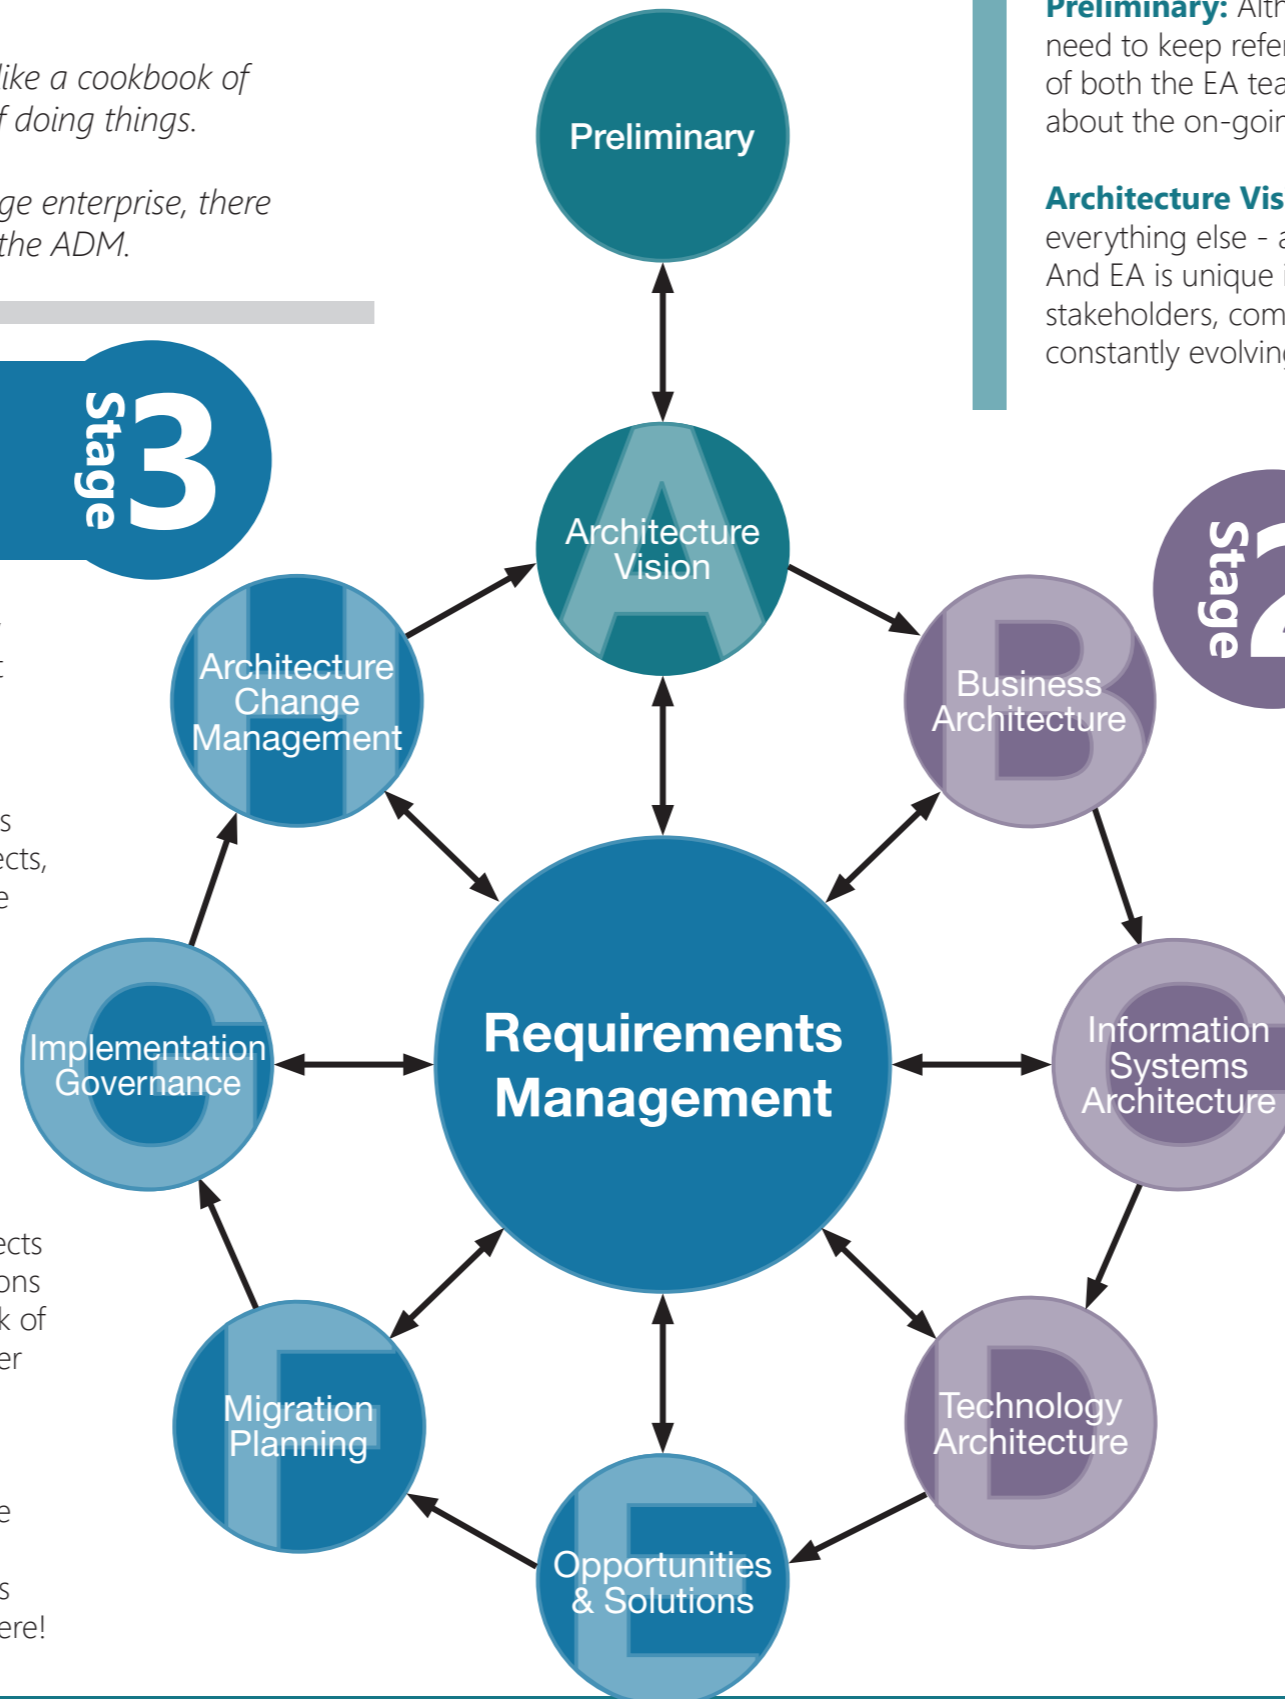 like a cookbook of
f doing things.
ge enterprise, there
the ADM.
Stage 3
Preliminary
Preliminary: Alth
need to keep refer
of both the EA tea
about the on-goin
Architecture Vis
everything else - a
And EA is unique i
stakeholders, com
constantly evolving
Stage 2
A
Architecture
Vision
B
Business
Architecture
C
Information
Systems
Architecture
D
Technology
Architecture
E
Opportunities
& Solutions
F
Migration
Planning
G
Implementation
Governance
H
Architecture
Change
Management
Requirements
Management
t
s
ects,
e
ects
ons
k of
er
e
s
ere!